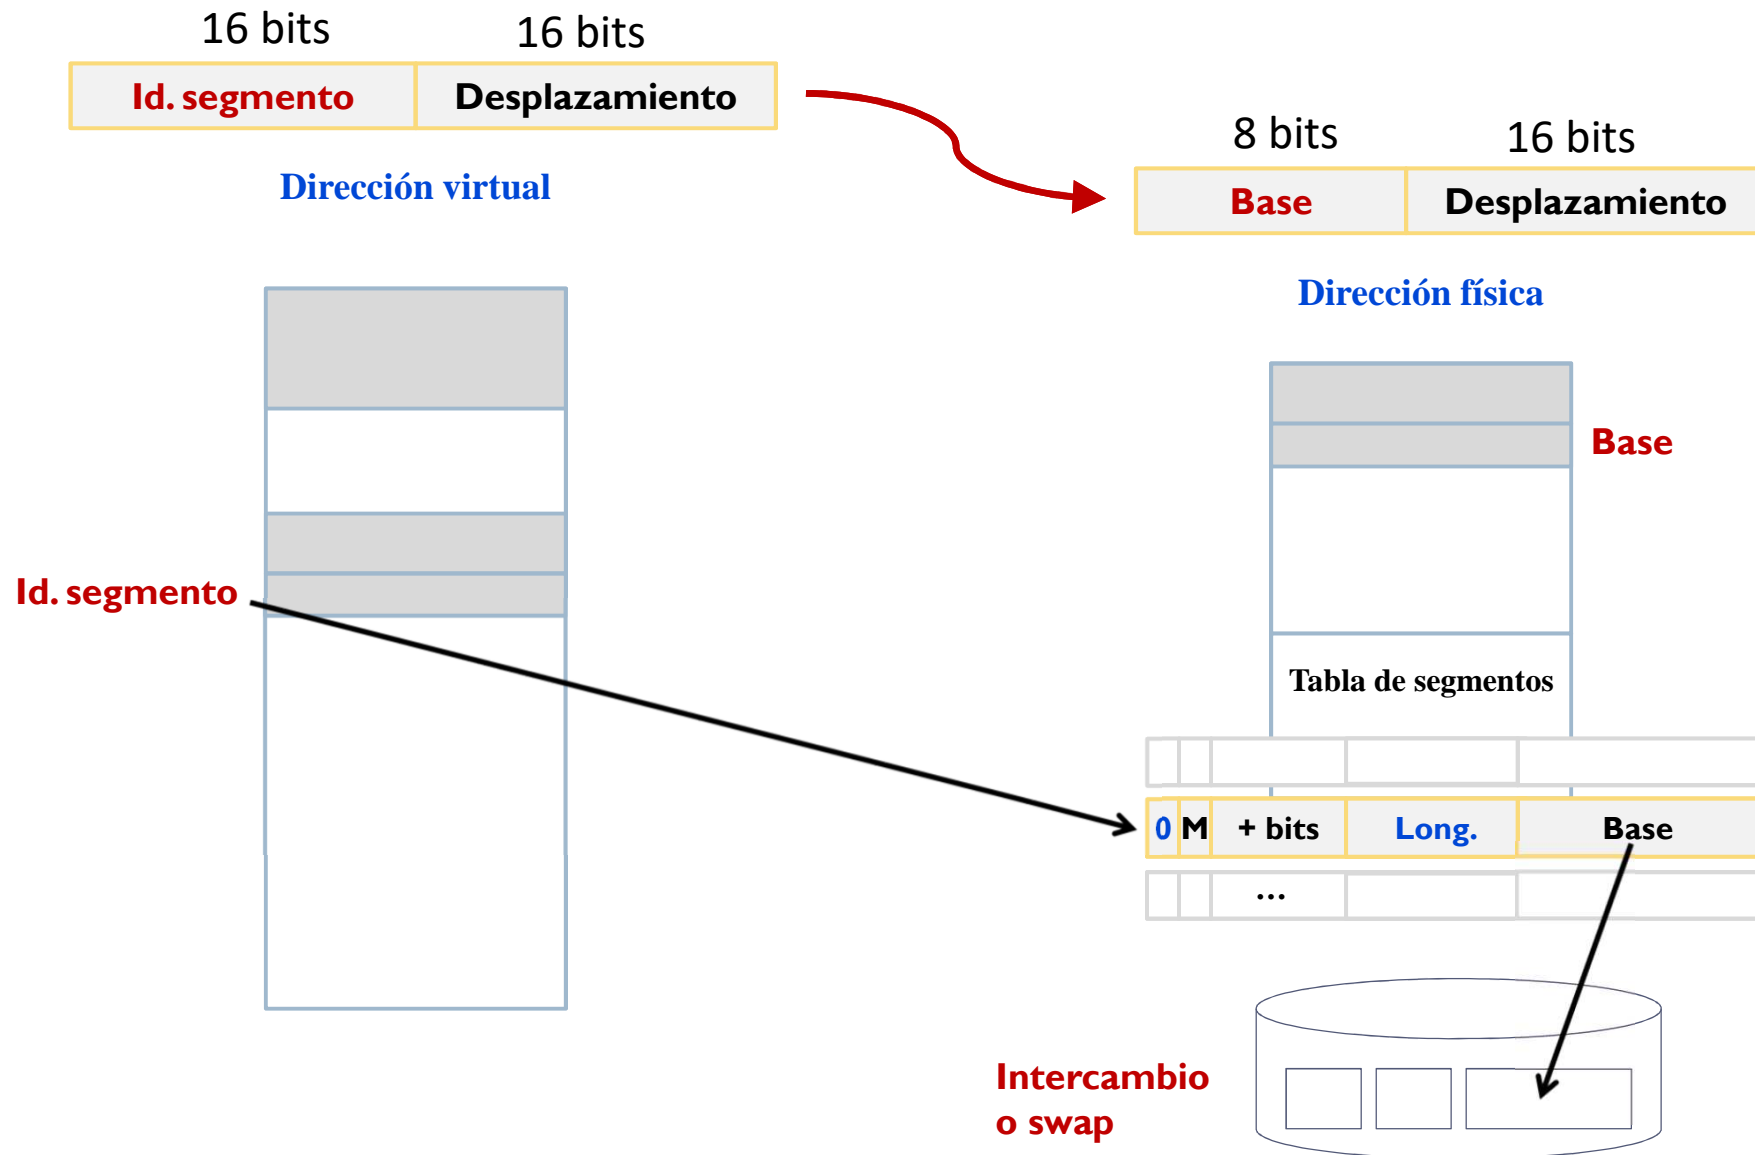 16 bits 16 bits
Id. segmento Desplazamiento
Dirección virtual
8 bits 16 bits
Base Desplazamiento
Dirección física
Base
Id. segmento
Tabla de segmentos
0 M + bits Long. Base
...
Intercambio
o swap